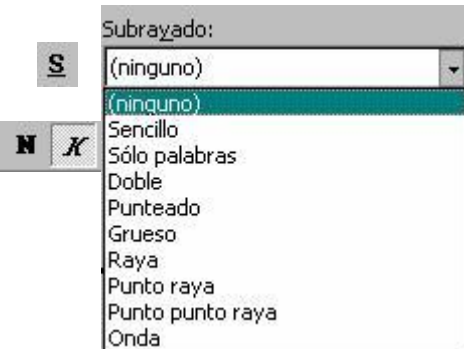 Subrayado:
S
(ninguno)
(ninguno)
Sencillo
N K
Sólo palabras
Doble
Punteado
Grueso
Raya
Punto raya
Punto punto raya
Onda